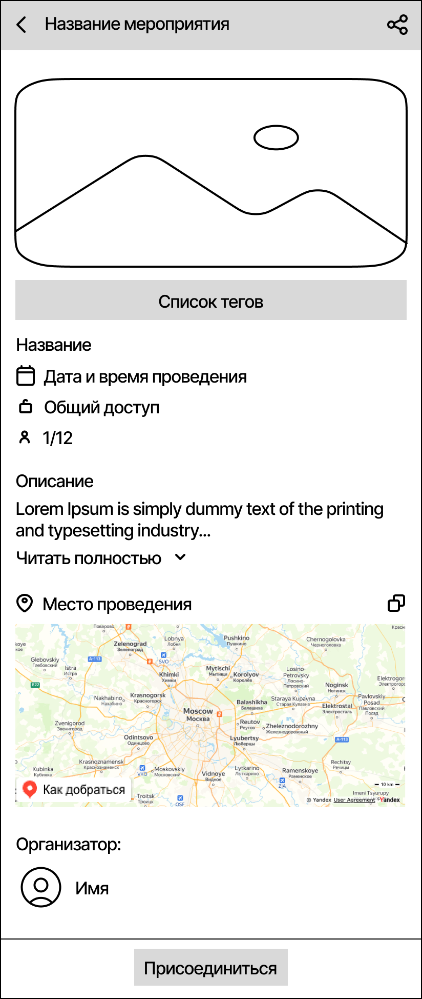 Название мероприятия
Список тегов
Название
Дата и время проведения
Общий доступ
1/12
Описание
Lorem Ipsum is simply dummy text of the printing
and typesetting industry...
Читать полностью
Место проведения
Поварово
Zelenograd
Зеленоград
Lobnya
Лобня
Pushkino
Пушкино
Chernogolovka
Черноголовка
Glebovskiy
Глебовский
A-113
SVO
Istra
Истра
Khimki
Химки
Mytischi
Мытищи
Korolyov
Королёв
Losino-
Petrovsky
Лосино-
Петровский
E22
Noginsk
Ногинск
Nakhabino
Нахабино
Krasnogorsk
Красногорск
Balashikha
Балашиха
Staraya Kupavna
Старая Купавна
Pavlovskiy
Posad
Павловский
Посад
Elektrostal
Электросталь
Moscow
Москва
Zvenigorod
Звенигород
Reutov
Реутов
Zheleznodorozhny
Железнодорожный
Odintsovo
Одинцово
Lyubertsy
Люберцы
A-113
Krasnoznamensk
Краснознаменск
Kubinka
Кубинка
VKO
Moskovskiy
Московский
Vidnoye
Видное
Lytkarino
Лыткарино
Ramenskoye
Раменское
Rechitsy
Речицы
ZIA
10 km
Как добраться
Troitsk
Троицк
OSF
Imeni Tsyurupy
© Yandex User Agreement Yandex
Организатор:
Имя
Присоединиться